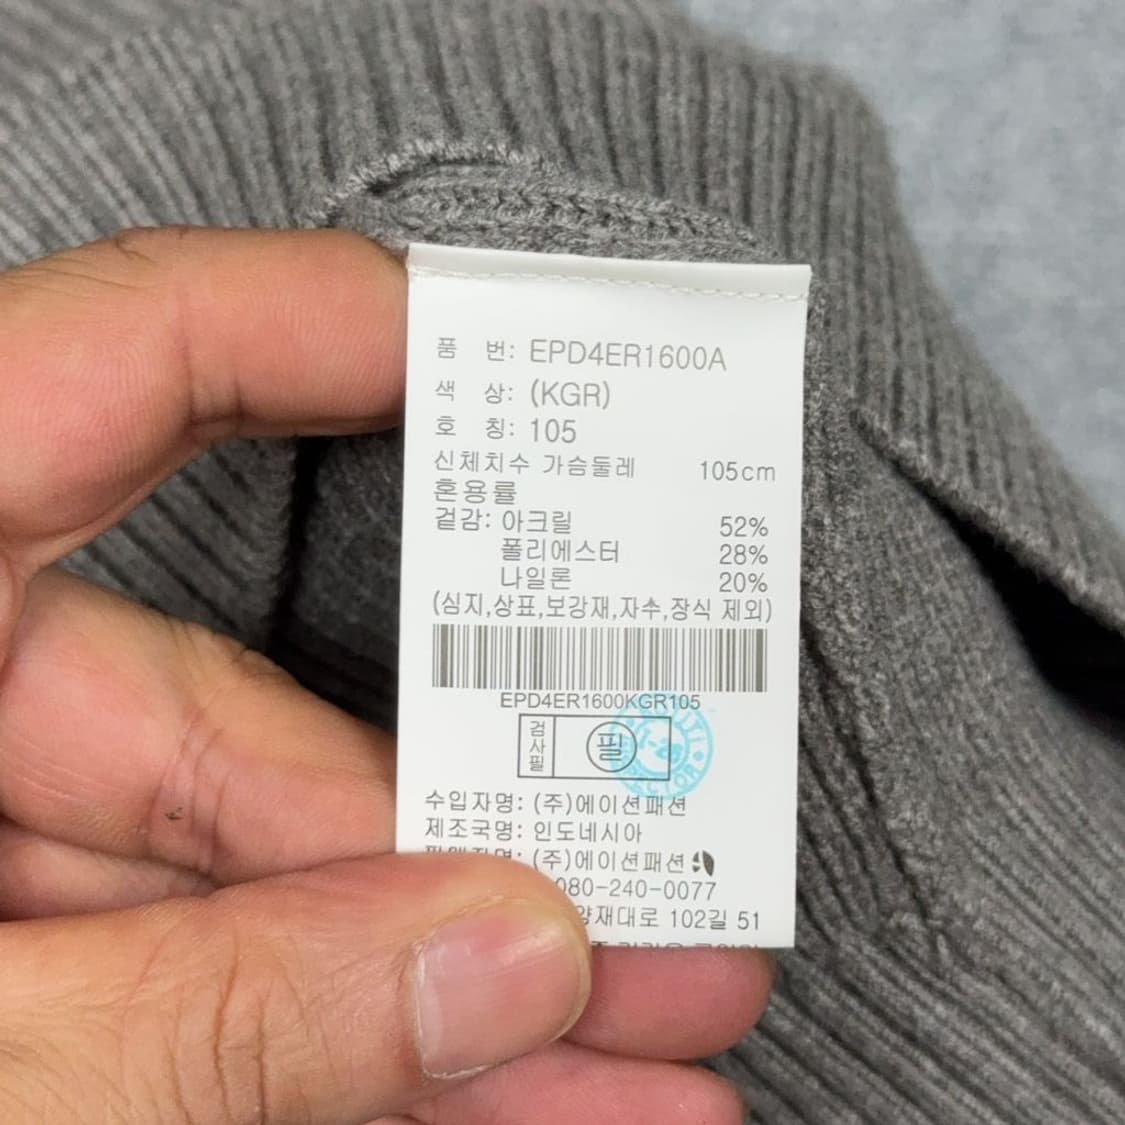 품 번: EPD4ER1600A
색 상: (KGR)
호 칭: 105
신체치수 가슴둘레 105cm
혼용률
겉감: 아크릴 52%
폴리에스터 28%
나일론 20%
(심지,상표,보강재,자수,장식 제외)
EPD4ER1600KGR105
검사필 필
수입자명: (주)에이션패션
제조국명: 인도네시아
(주)에이션패션
080-240-0077
양재대로 102길 51